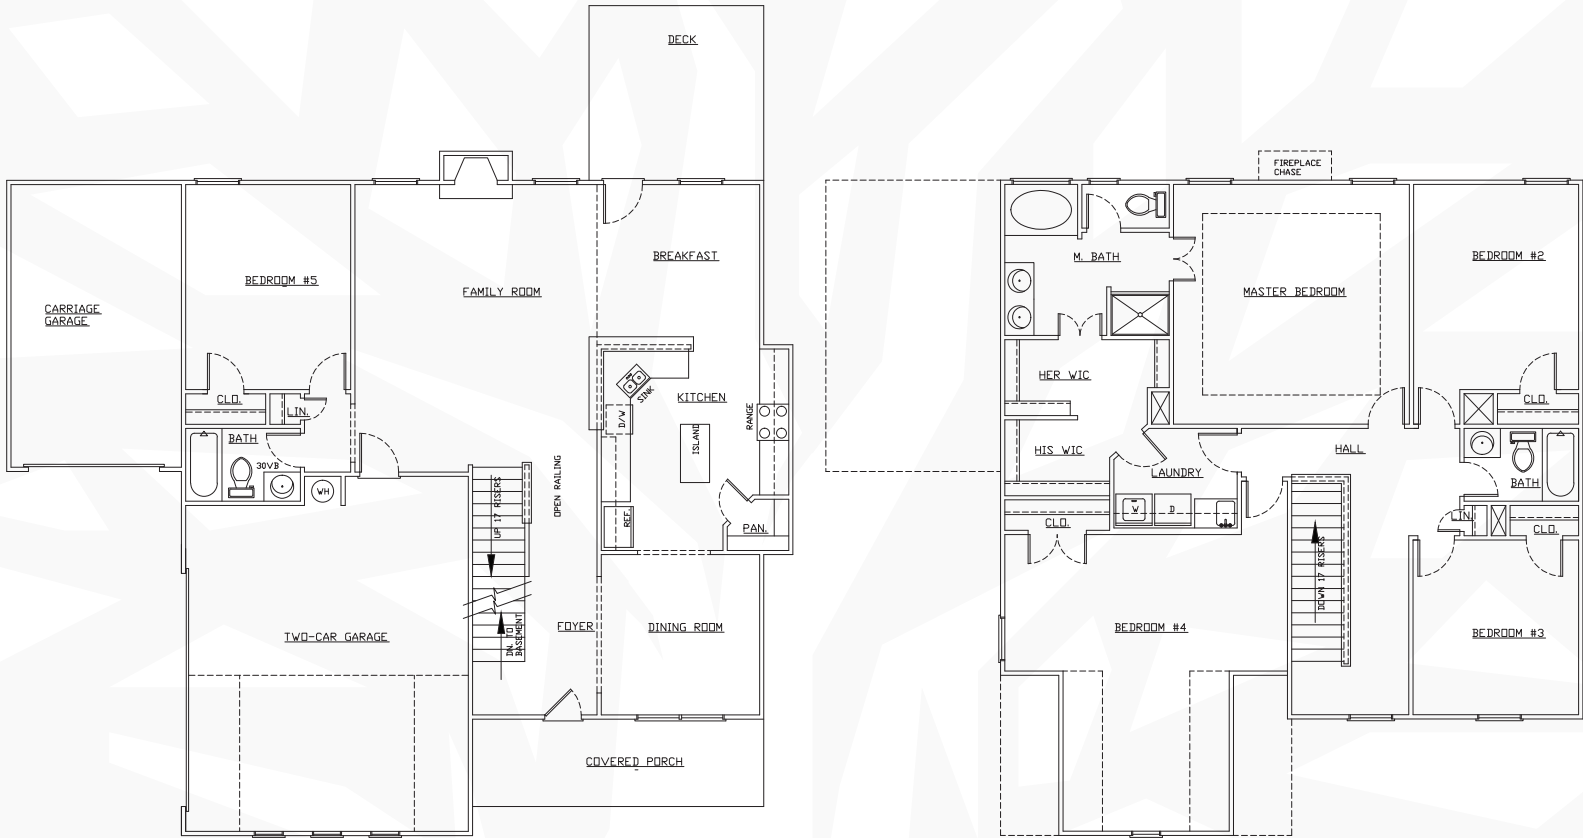 DECK
BREAKFAST
FAMILY ROOM
BEDROOM #5
CARRIAGE
GARAGE
CLO.
LIN.
BATH
30VB
WH
SINK
D/W
KITCHEN
ISLAND
RANGE
REF.
PAN.
OPEN RAILING
UP 17 RISERS
DN. TO
BASEMENT
FOYER
DINING ROOM
TWO-CAR GARAGE
COVERED PORCH
FIREPLACE
CHASE
M. BATH
MASTER BEDROOM
BEDROOM #2
HER WIC
HIS WIC
CLO.
HALL
LAUNDRY
W
D
CLO.
BATH
LIN.
CLO.
DOWN 17 RISERS
BEDROOM #4
BEDROOM #3